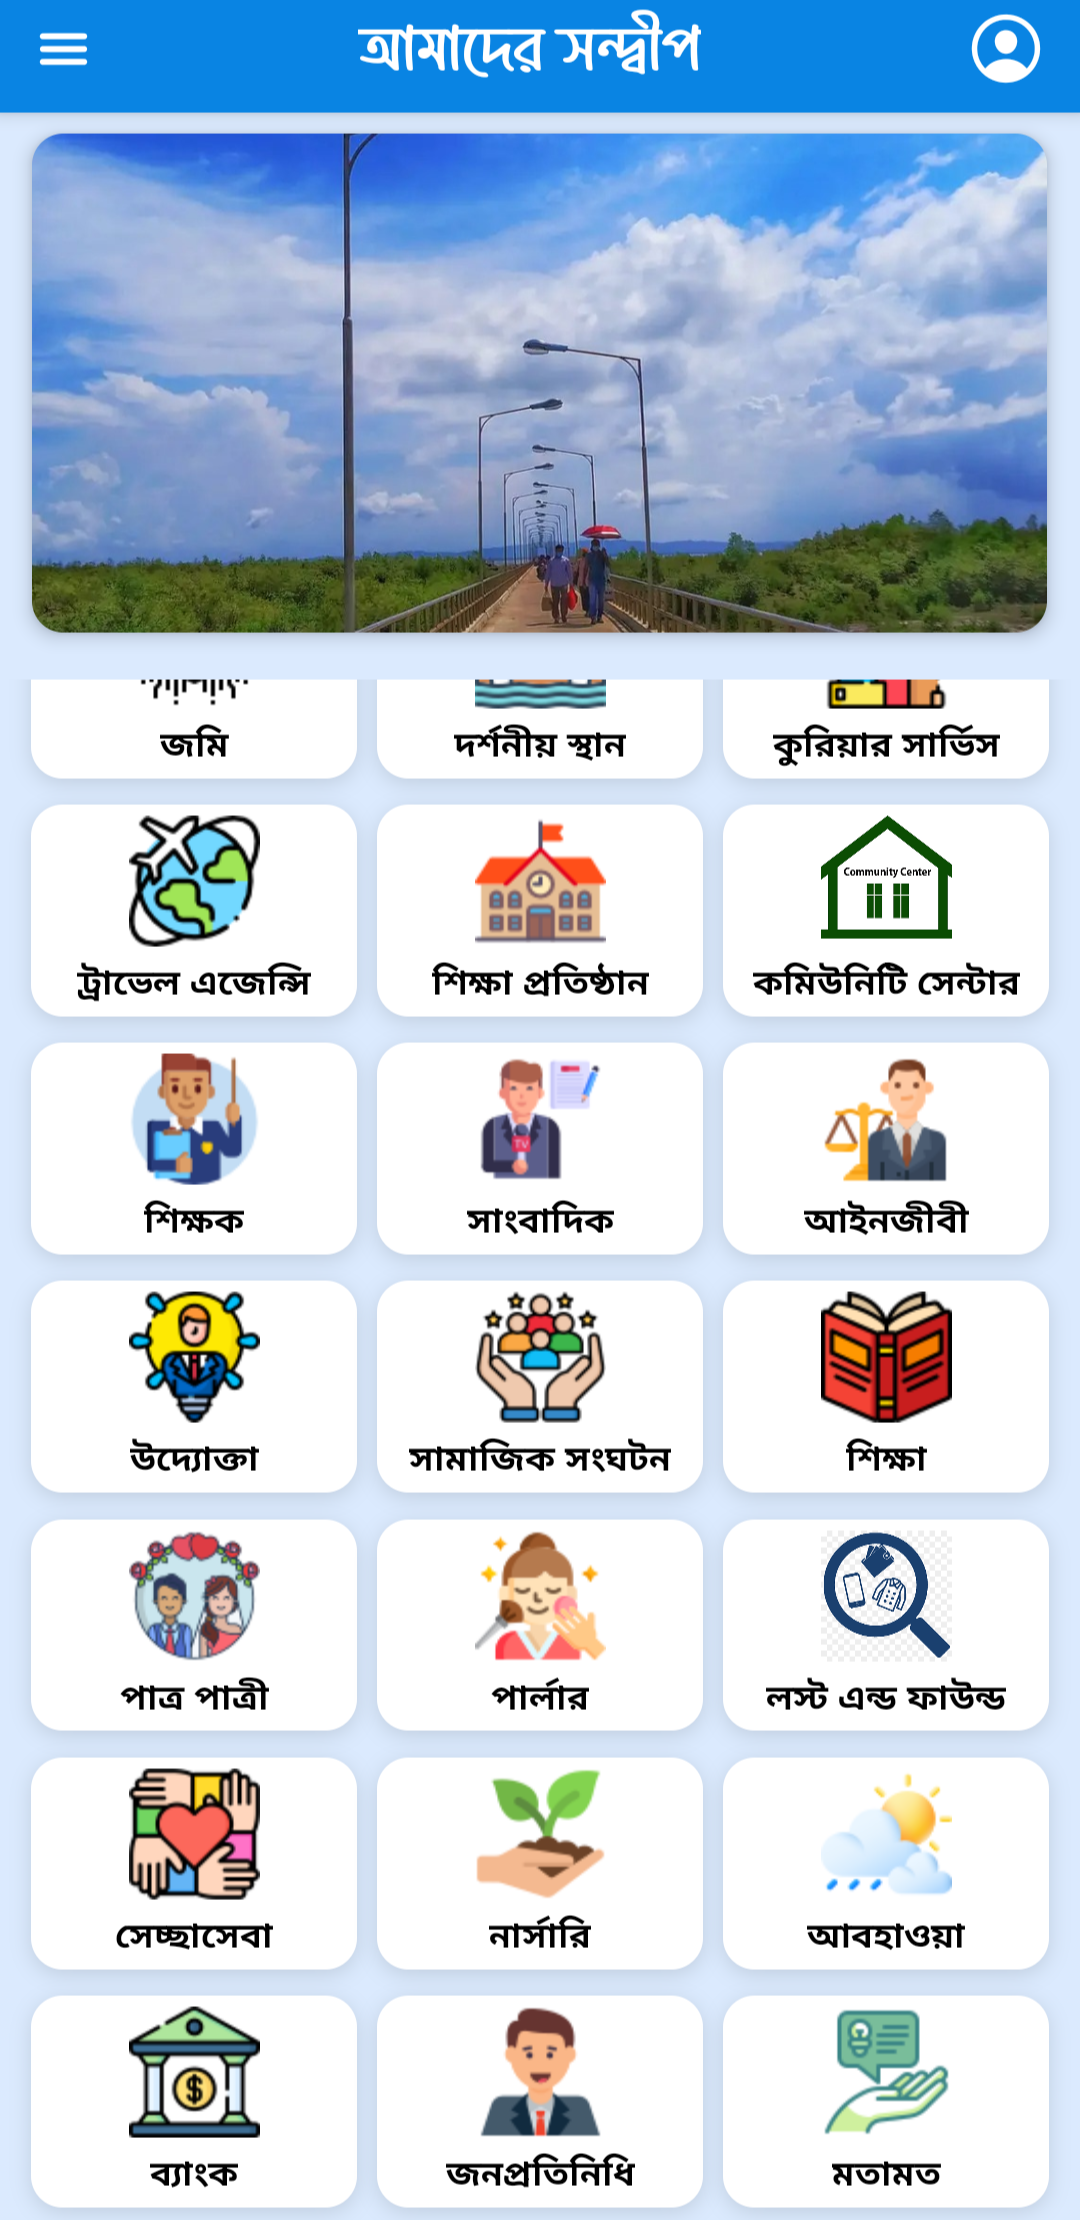 আমাদের সন্দ্বীপ
জমি
দর্শনীয় স্থান
কুরিয়ার সার্ভিস
ট্রাভেল এজেন্সি
শিক্ষা প্রতিষ্ঠান
Community Center
কমিউনিটি সেন্টার
শিক্ষক
TV
সাংবাদিক
আইনজীবী
উদ্যোক্তা
সামাজিক সংঘটন
শিক্ষা
পাত্র পাত্রী
পার্লার
লস্ট এন্ড ফাউন্ড
সেচ্ছাসেবা
নার্সারি
আবহাওয়া
$
ব্যাংক
জনপ্রতিনিধি
মতামত